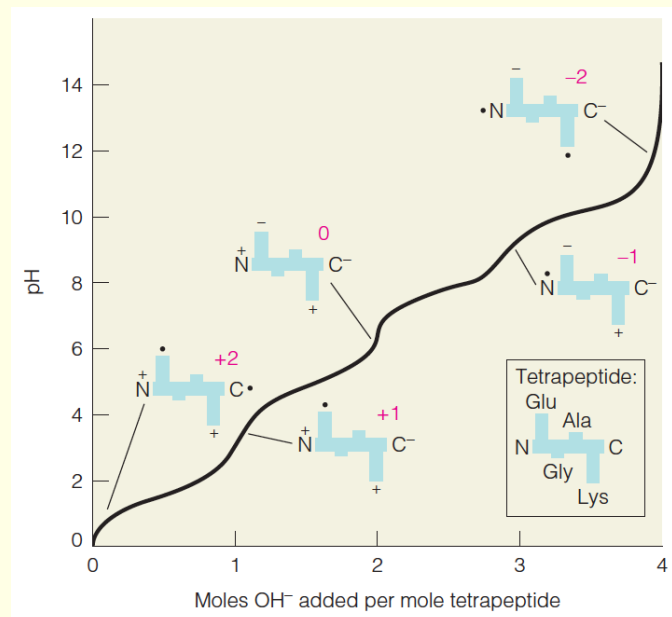 14
12
10
8
6
4
2
0
pH
0
1
2
3
4
Moles OH⁻ added per mole tetrapeptide
+2
+
N
C
+
+1
+
N
C⁻
+
0
−
+
N
C⁻
+
−1
−
N
C⁻
+
−2
−
N
C⁻
Tetrapeptide:
Glu
Ala
N
C
Gly
Lys